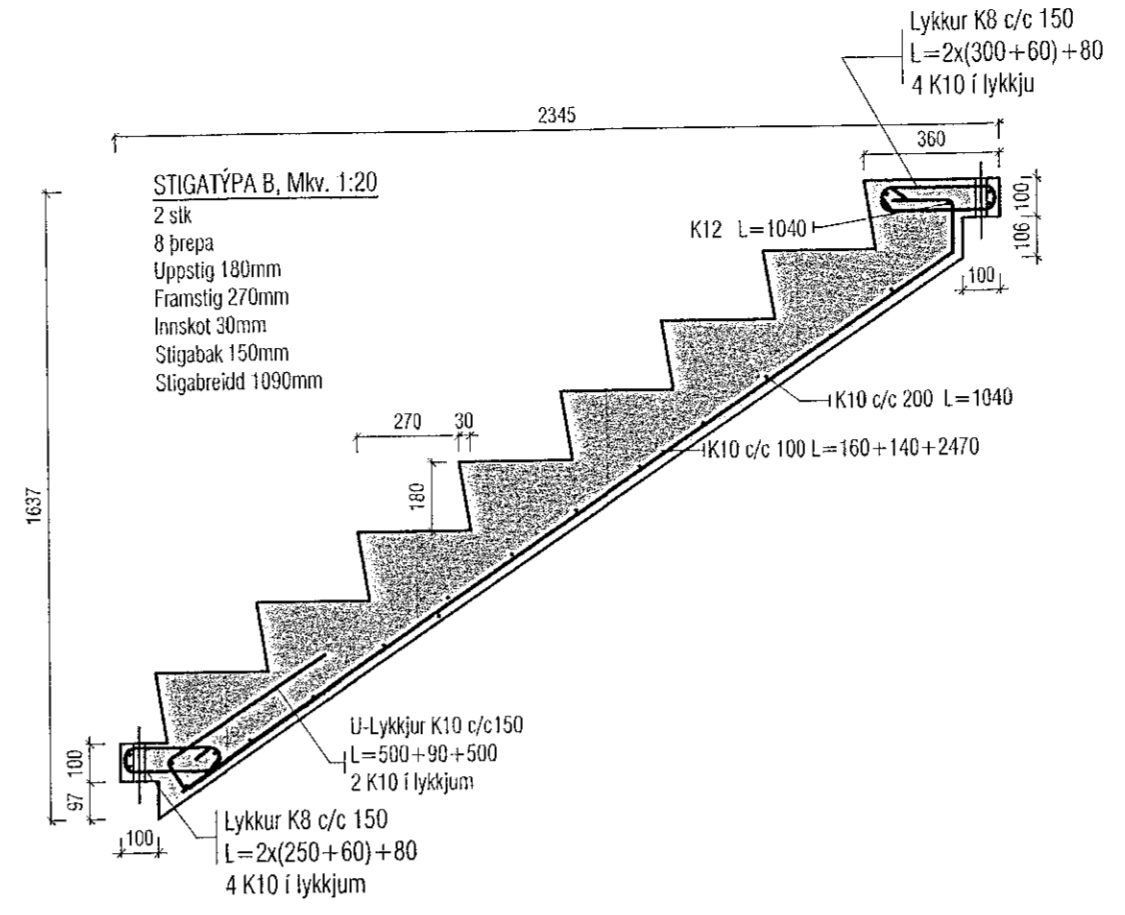 Lykkur K8 c/c 150
L=2x(300+60)+80
4 K10 í lykkju
2345
360
STIGATÝPA B, Mkv. 1:20
2 stk
8 þrepa
Uppstig 180mm
Framstig 270mm
Innskot 30mm
Stigabak 150mm
Stigabreidd 1090mm
K12 L=1040
100
106
100
K10 c/c 200 L=1040
270
30
K10 c/c 100 L=160+140+2470
180
1637
U-Lykkjur K10 c/c150
L=500+90+500
2 K10 í lykkjum
100
97
100
Lykkur K8 c/c 150
L=2x(250+60)+80
4 K10 í lykkjum